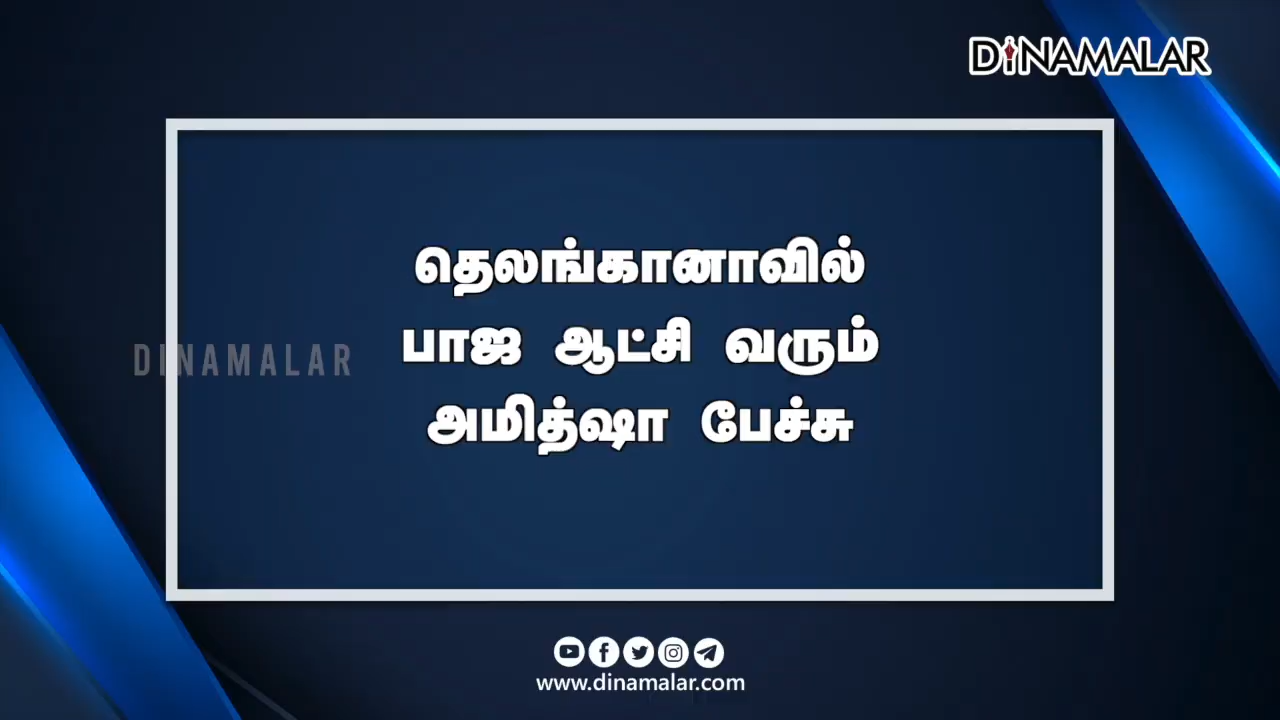 DINAMALAR
தெலங்கானாவில்
பாஜ ஆட்சி வரும்
DINAMALAR
அமித்ஷா பேச்சு
www.dinamalar.com